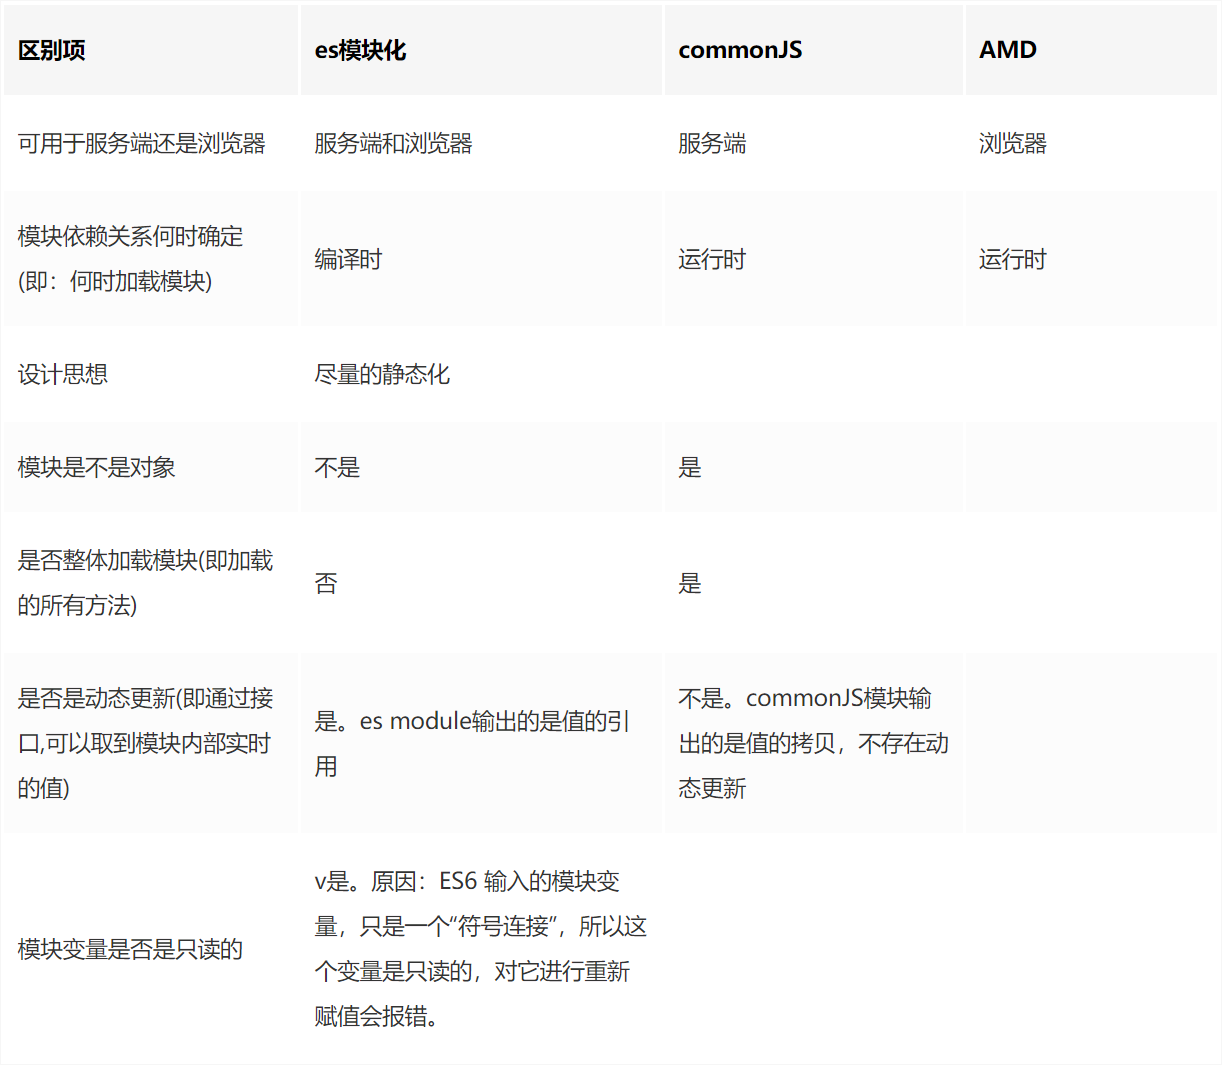 区别项 es模块化 commonJS AMD
可用于服务端还是浏览器 服务端和浏览器 服务端 浏览器
模块依赖关系何时确定
(即：何时加载模块)
编译时 运行时 运行时
设计思想 尽量的静态化
模块是不是对象 不是 是
是否整体加载模块(即加载
的所有方法)
否 是
是否是动态更新(即通过接
口,可以取到模块内部实时
的值)
是。es module输出的是值的引
用
不是。commonJS模块输
出的是值的拷贝，不存在动
态更新
模块变量是否是只读的
v是。原因：ES6 输入的模块变
量，只是一个“符号连接”，所以这
个变量是只读的，对它进行重新
赋值会报错。